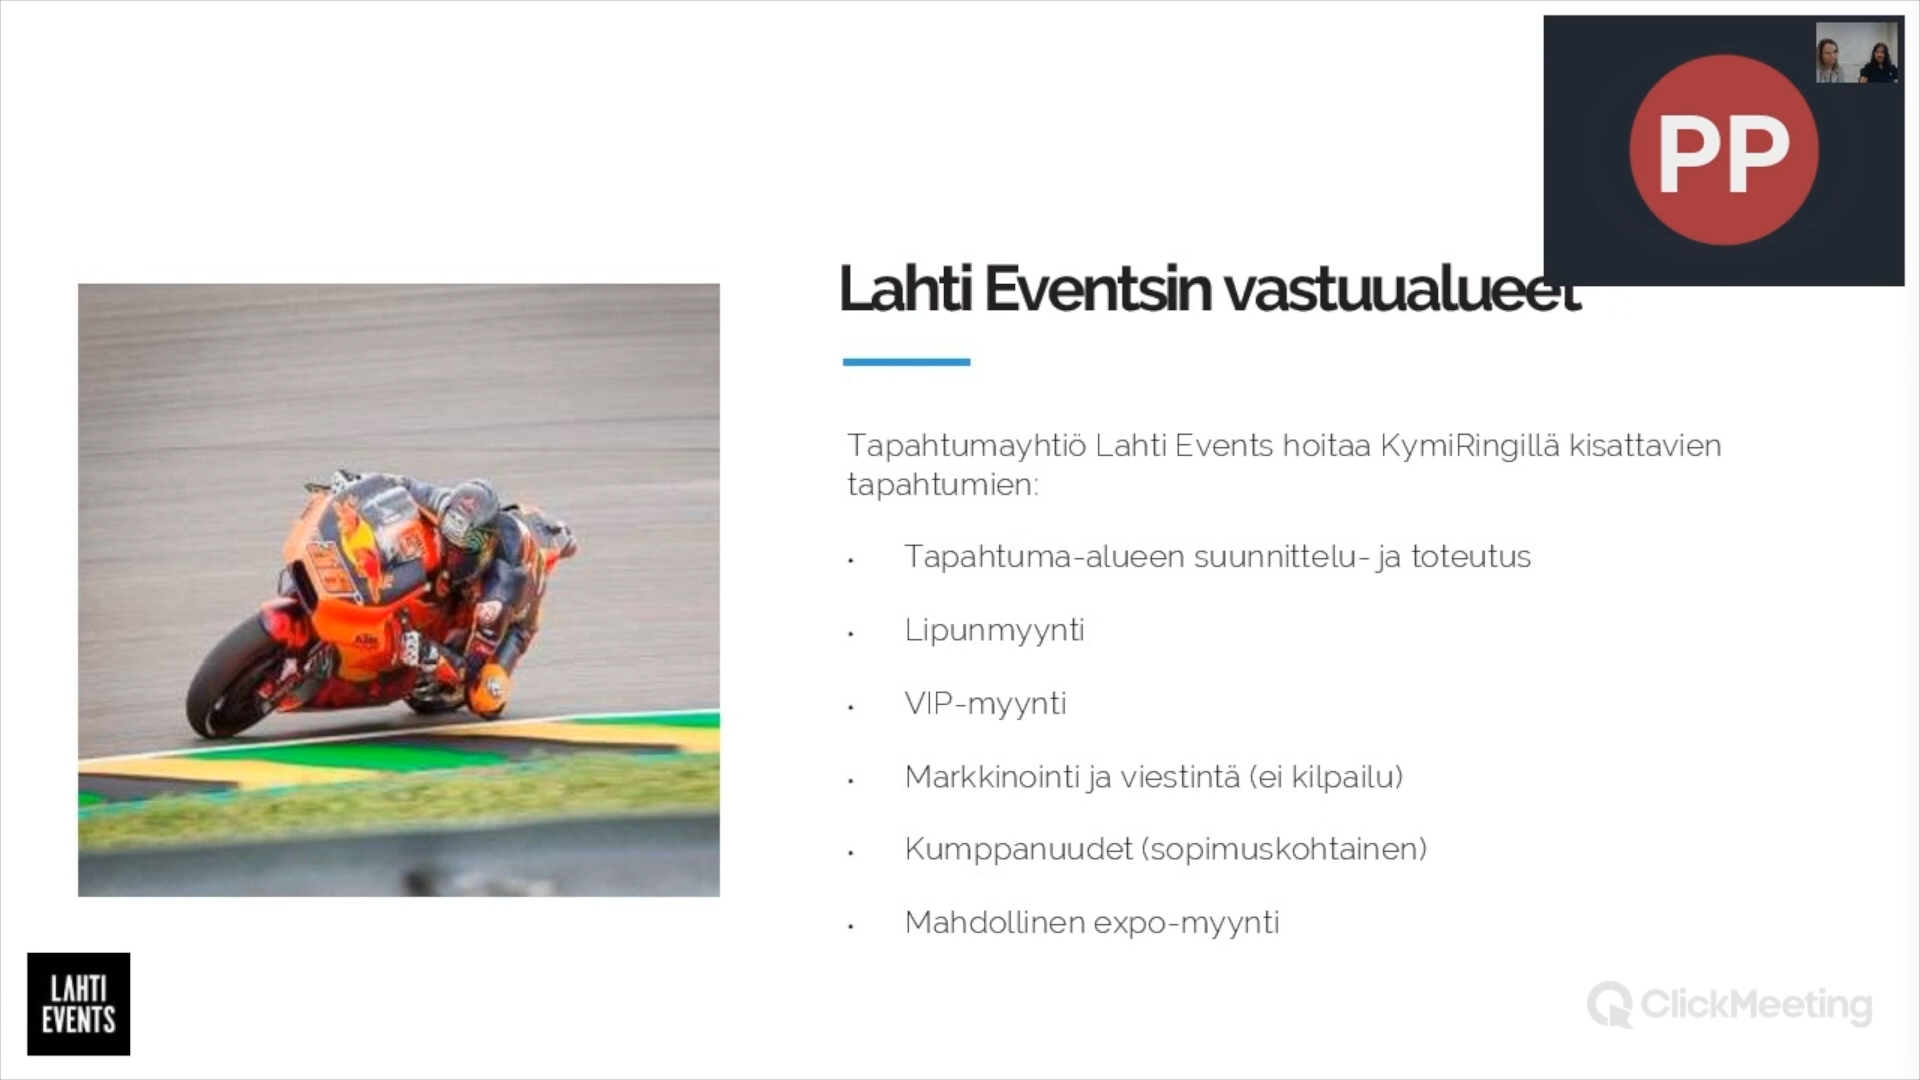 PP
Lahti Eventsin vastuualueet
Tapahtumayhtiö Lahti Events hoitaa KymiRingillä kisattavien
tapahtumien:
• Tapahtuma-alueen suunnittelu- ja toteutus
• Lipunmyynti
• VIP-myynti
• Markkinointi ja viestintä (ei kilpailu)
• Kumppanuudet (sopimuskohtainen)
• Mahdollinen expo-myynti
LAHTI
EVENTS
ClickMeeting